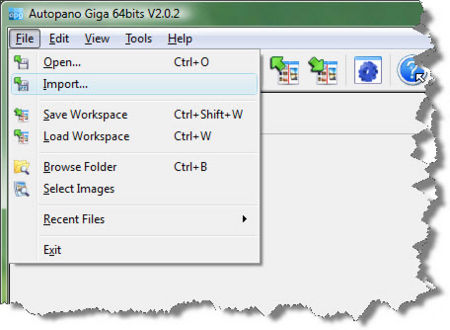 Autopano Giga 64bits V2.0.2
File Edit View Tools Help
Open... Ctrl+O
Import...
Save Workspace Ctrl+Shift+W
Load Workspace Ctrl+W
Browse Folder Ctrl+B
Select Images
Recent Files
Exit